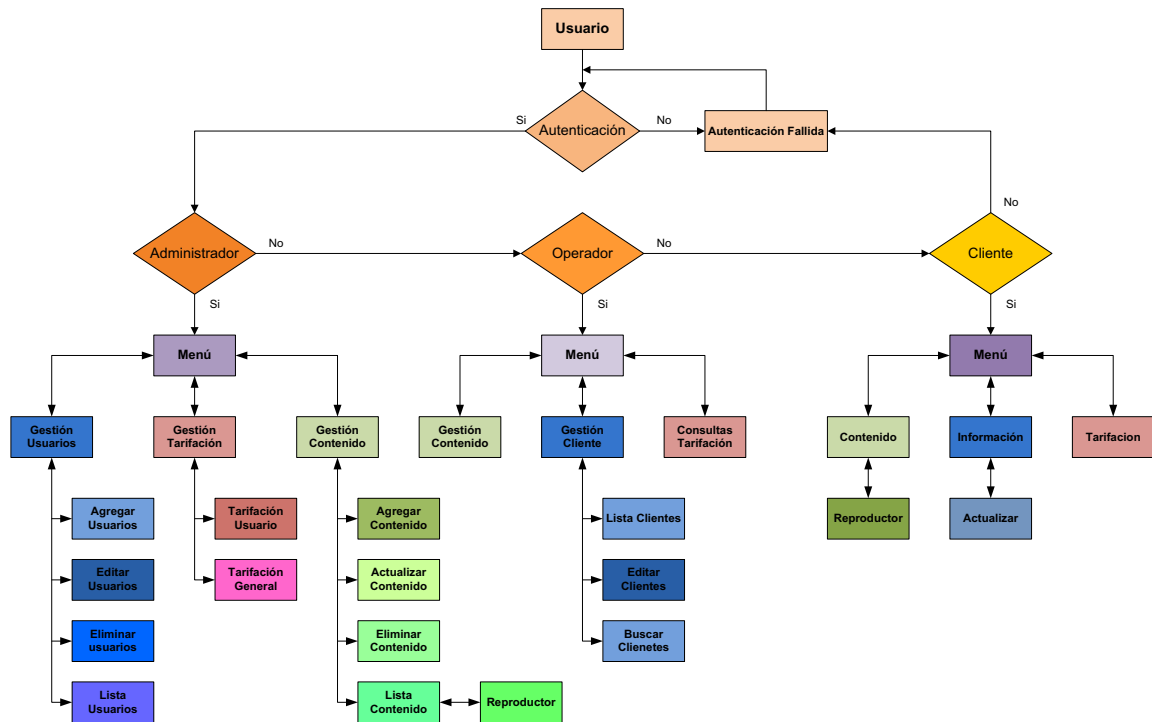 Usuario
Si
Autenticación
No
Autenticación Fallida
No
Administrador
No
Operador
No
Cliente
Si
Si
Si
Menú
Menú
Menú
Gestión
Usuarios
Gestión
Tarifación
Gestión
Contenido
Gestión
Contenido
Gestión
Cliente
Consultas
Tarifación
Contenido
Información
Tarifacion
Agregar
Usuarios
Tarifación
Usuario
Agregar
Contenido
Lista Clientes
Reproductor
Actualizar
Editar
Usuarios
Tarifación
General
Actualizar
Contenido
Editar
Clientes
Eliminar
usuarios
Eliminar
Contenido
Buscar
Clienetes
Lista
Usuarios
Lista
Contenido
Reproductor